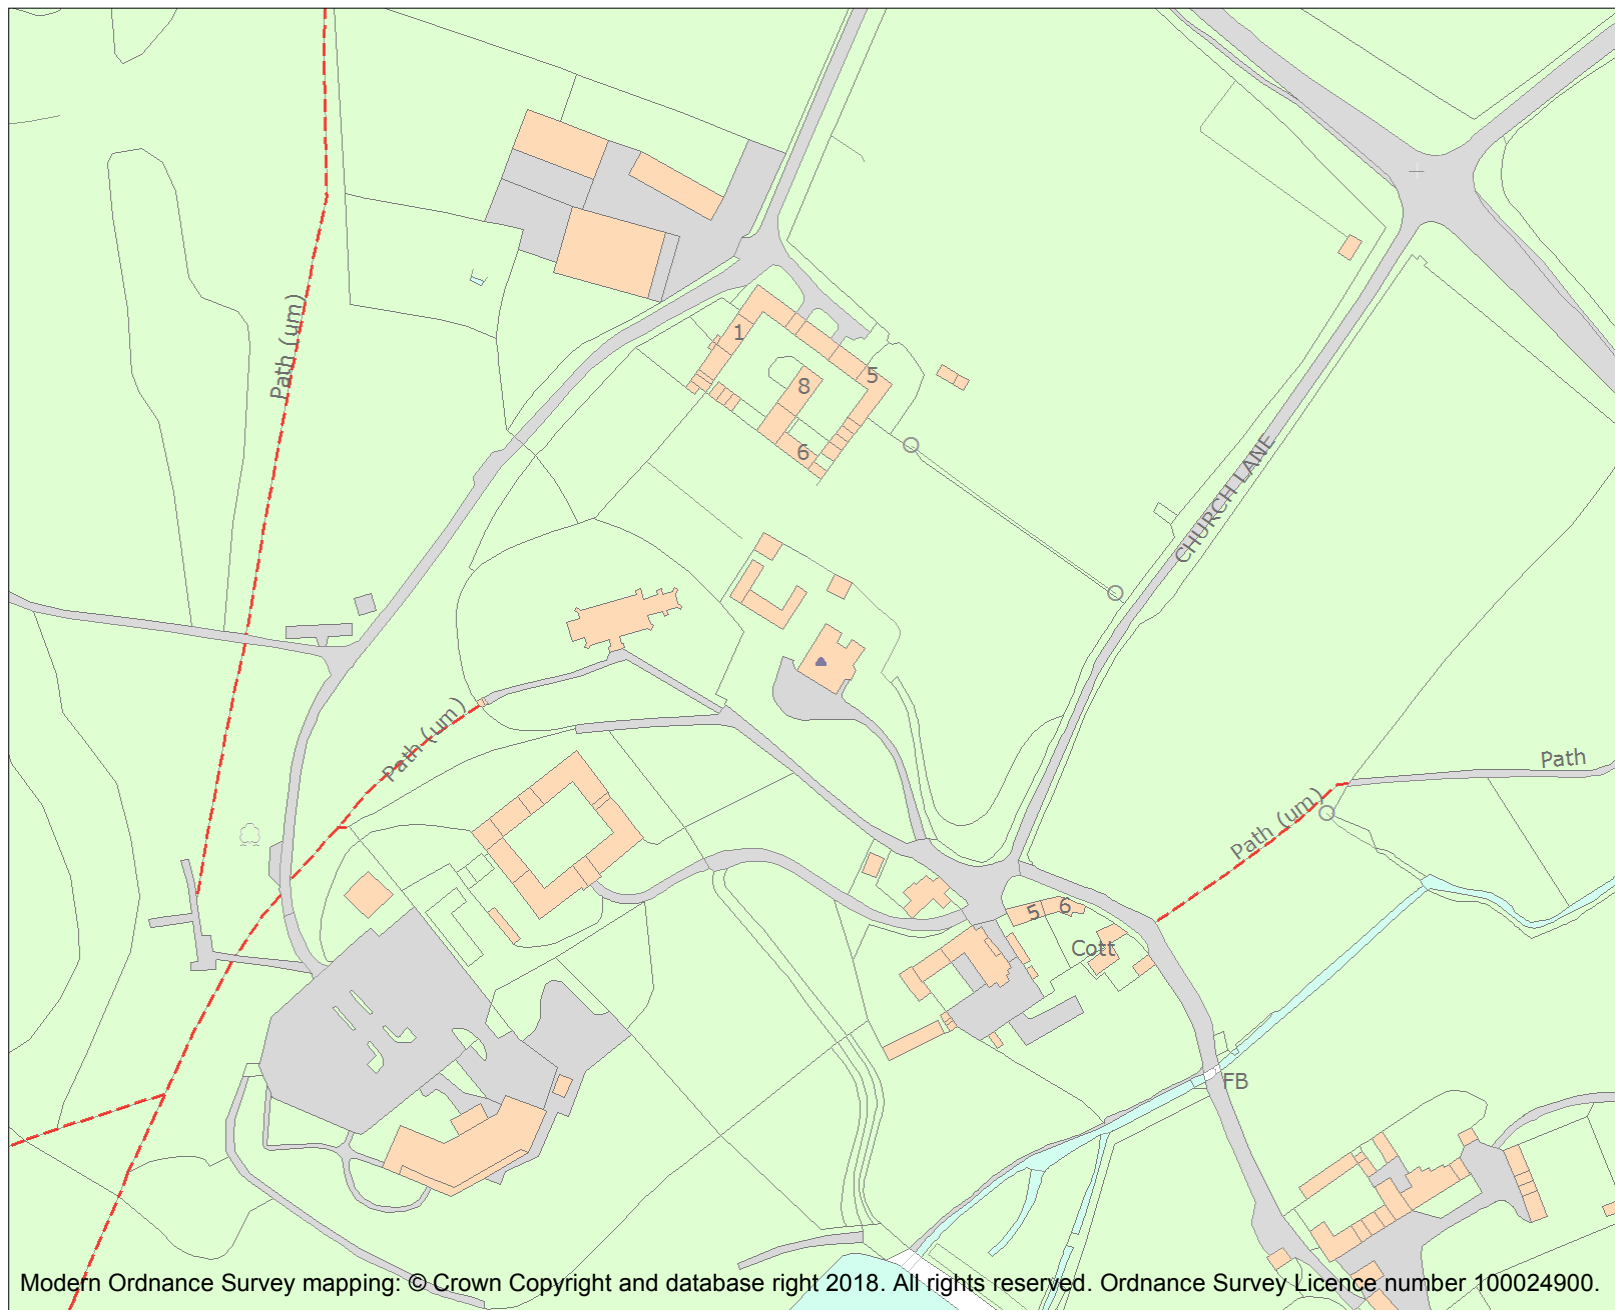 Path (um)
1
5
8
6
CHURCH LANE
Path (um)
Path
Path (um)
5
6
Cott
FB
Modern Ordnance Survey mapping: © Crown Copyright and database right 2018. All rights reserved. Ordnance Survey Licence number 100024900.